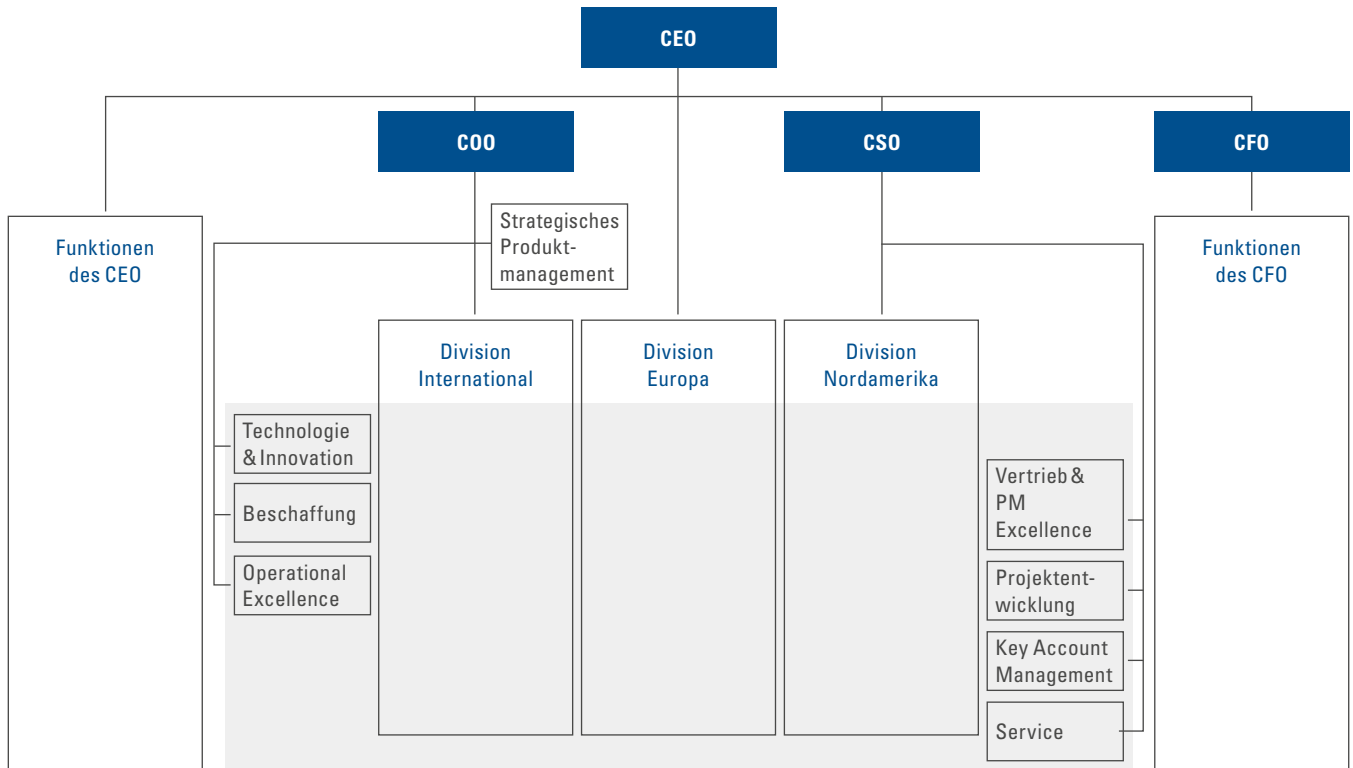 CEO
COO
CSO
CFO
Strategisches
Produkt-
management
Funktionen
des CEO
Funktionen
des CFO
Division
International
Division
Europa
Division
Nordamerika
Technologie
& Innovation
Beschaffung
Operational
Excellence
Vertrieb &
PM
Excellence
Projektent-
wicklung
Key Account
Management
Service